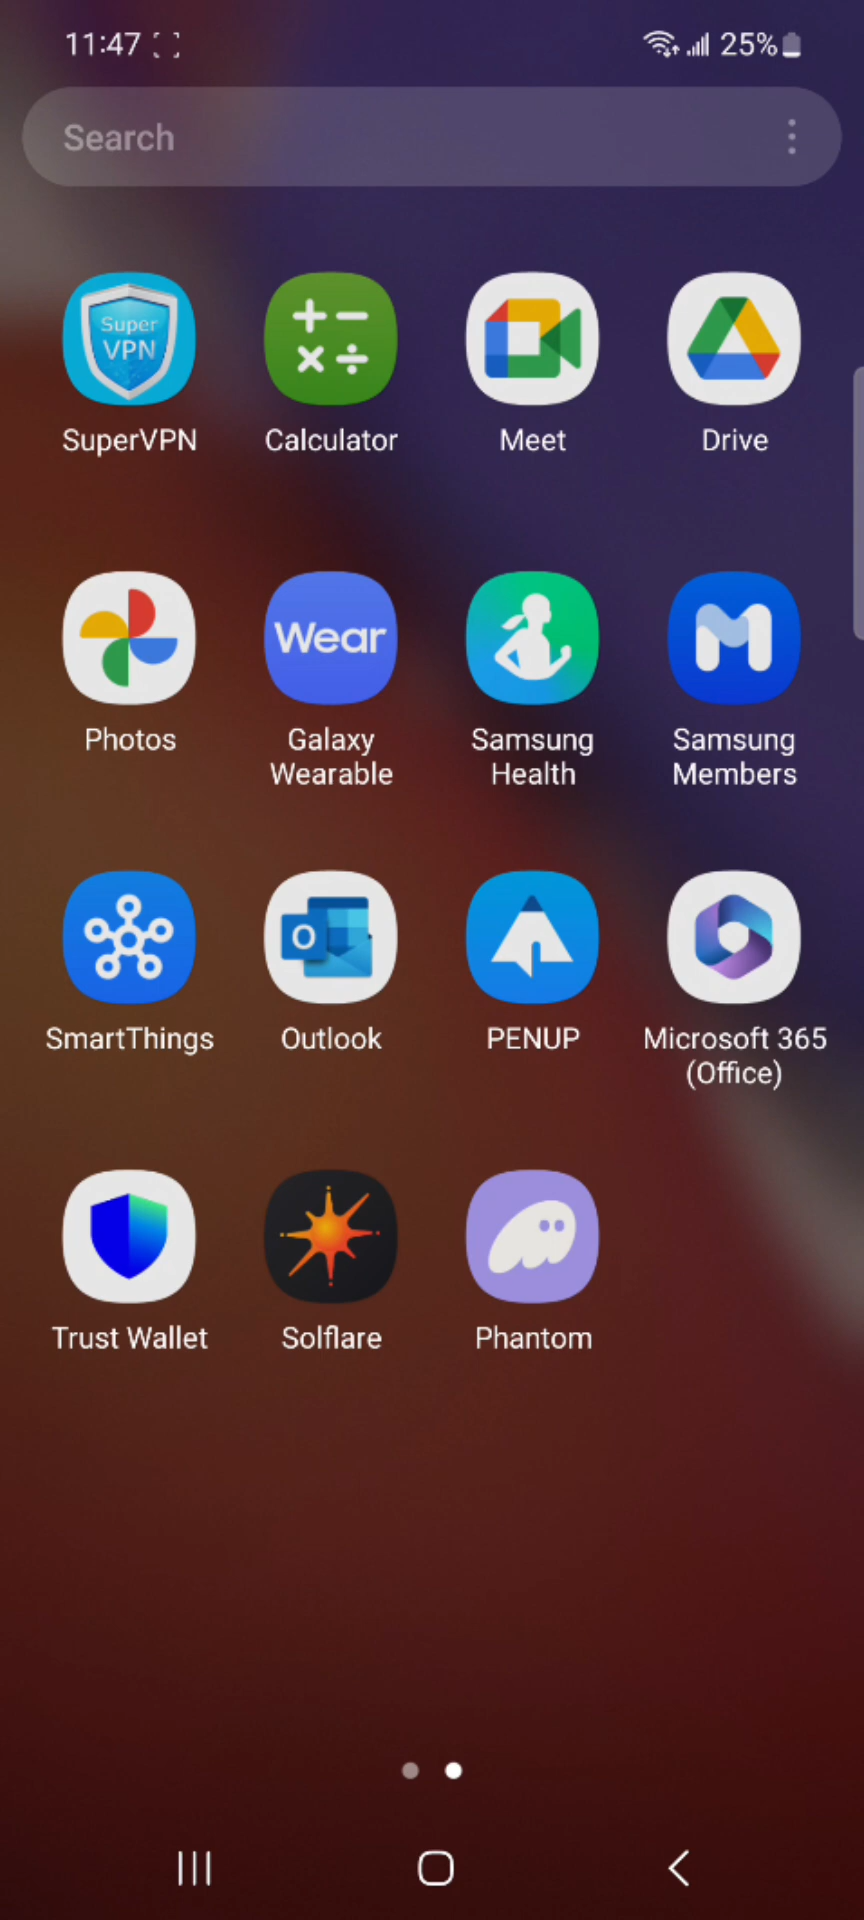 11:47 25%
Search
Super
VPN
SuperVPN Calculator Meet Drive
Wear
Photos Galaxy Samsung Samsung
Wearable Health Members
O
SmartThings Outlook PENUP Microsoft 365
(Office)
Trust Wallet Solflare Phantom